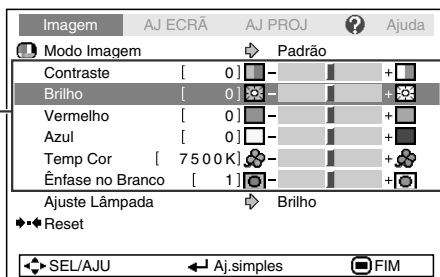 Imagem AJ ECRÃ AJ PROJ ? Ajuda
Modo Imagem Padrão
Contraste [ 0] - +
Brilho [ 0] - +
Vermelho [ 0] - +
Azul [ 0] - +
Temp Cor [ 7500K] - +
Ênfase no Branco [ 1] - +
Ajuste Lâmpada Brilho
Reset
SEL/AJU Aj.simples FIM